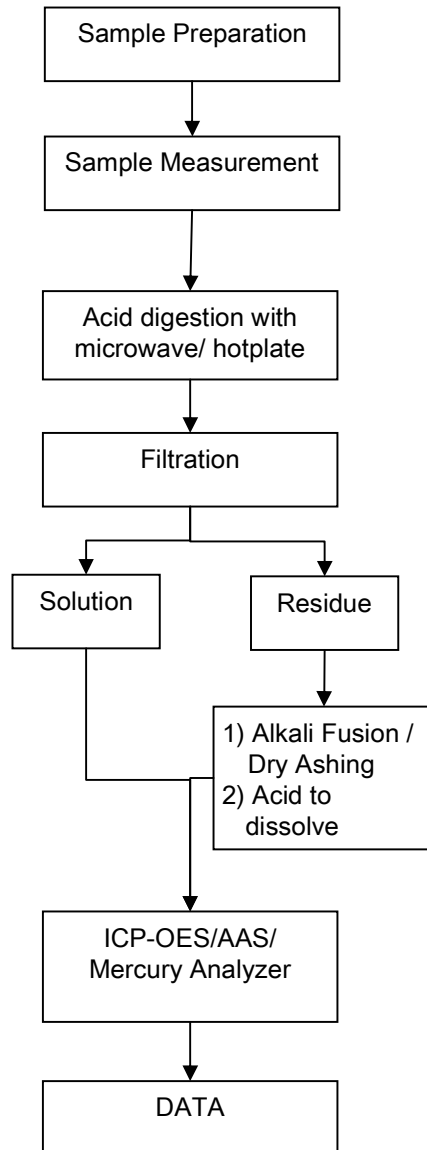 Sample Preparation
Sample Measurement
Acid digestion with
microwave/ hotplate
Filtration
Solution
Residue
1) Alkali Fusion /
Dry Ashing
2) Acid to
dissolve
ICP-OES/AAS/
Mercury Analyzer
DATA